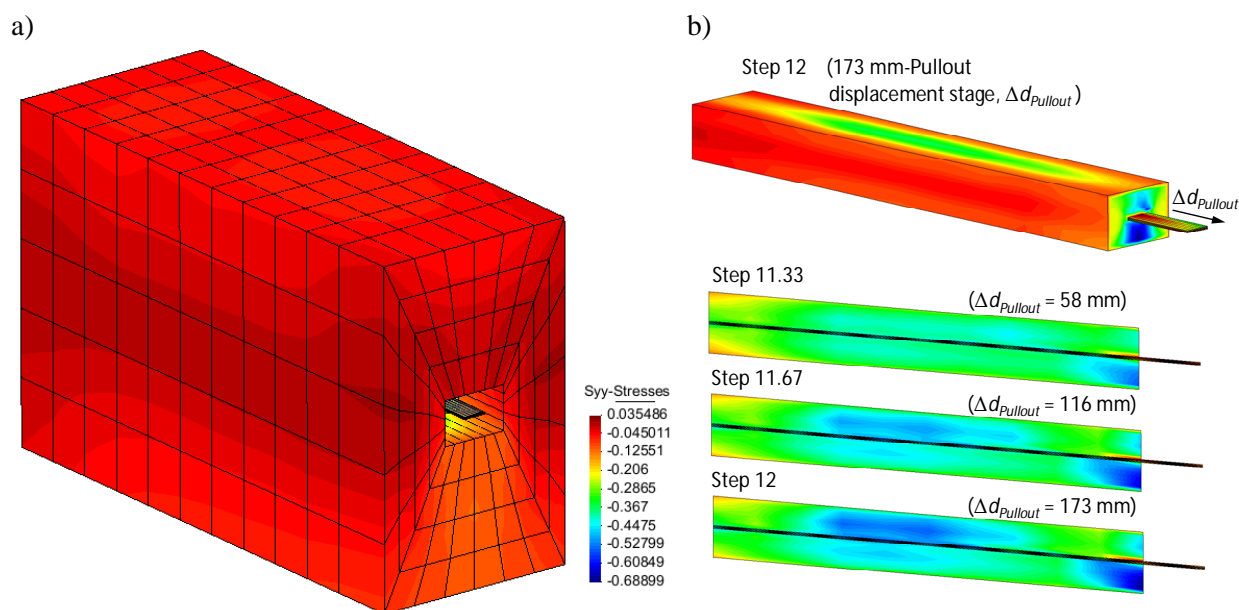 a)
b)
Step 12 (173 mm-Pullout
displacement stage, Δd_Pullout)
Δd_Pullout
Step 11.33
(Δd_Pullout = 58 mm)
Step 11.67
(Δd_Pullout = 116 mm)
Step 12
(Δd_Pullout = 173 mm)
Syy-Stresses
0.035486
-0.045011
-0.12551
-0.206
-0.2865
-0.367
-0.4475
-0.52799
-0.60849
-0.68899